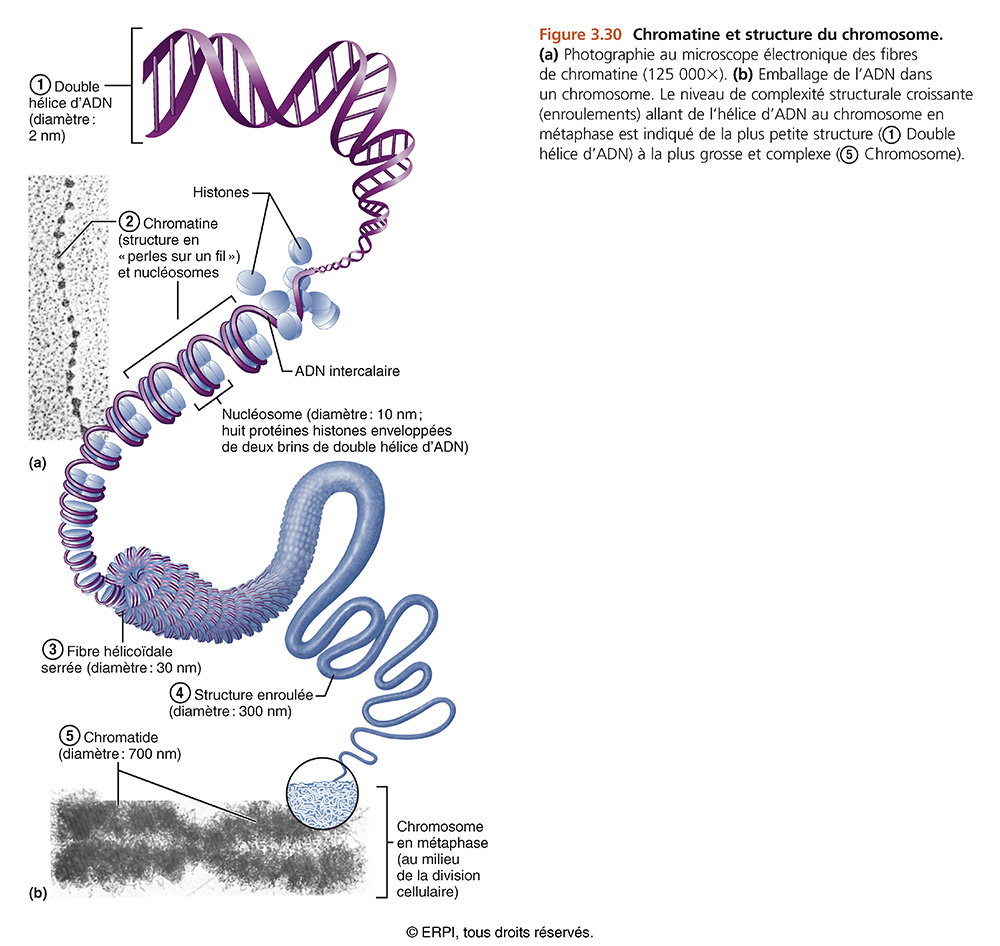 Figure 3.30 Chromatine et structure du chromosome.
(a) Photographie au microscope électronique des fibres
de chromatine (125 000×). (b) Emballage de l'ADN dans
un chromosome. Le niveau de complexité structurale croissante
(enroulements) allant de l'hélice d'ADN au chromosome en
métaphase est indiqué de la plus petite structure (① Double
hélice d'ADN) à la plus grosse et complexe (⑤ Chromosome).
① Double
hélice d'ADN
(diamètre :
2 nm)
Histones
② Chromatine
(structure en
« perles sur un fil »)
et nucléosomes
ADN intercalaire
Nucléosome (diamètre : 10 nm ;
huit protéines histones enveloppées
de deux brins de double hélice d'ADN)
(a)
③ Fibre hélicoïdale
serrée (diamètre : 30 nm)
④ Structure enroulée
(diamètre : 300 nm)
⑤ Chromatide
(diamètre : 700 nm)
Chromosome
en métaphase
(au milieu
de la division
cellulaire)
(b)
© ERPI, tous droits réservés.